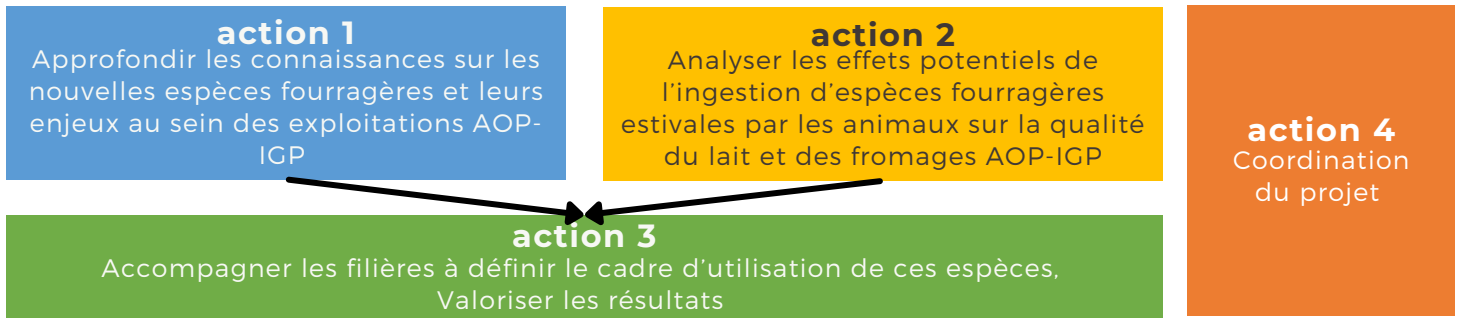 action 1
Approfondir les connaissances sur les
nouvelles espèces fourragères et leurs
enjeux au sein des exploitations AOP-
IGP
action 2
Analyser les effets potentiels de
l’ingestion d’espèces fourragères
estivales par les animaux sur la qualité
du lait et des fromages AOP-IGP
action 3
Accompagner les filières à définir le cadre d’utilisation de ces espèces,
Valoriser les résultats
action 4
Coordination
du projet